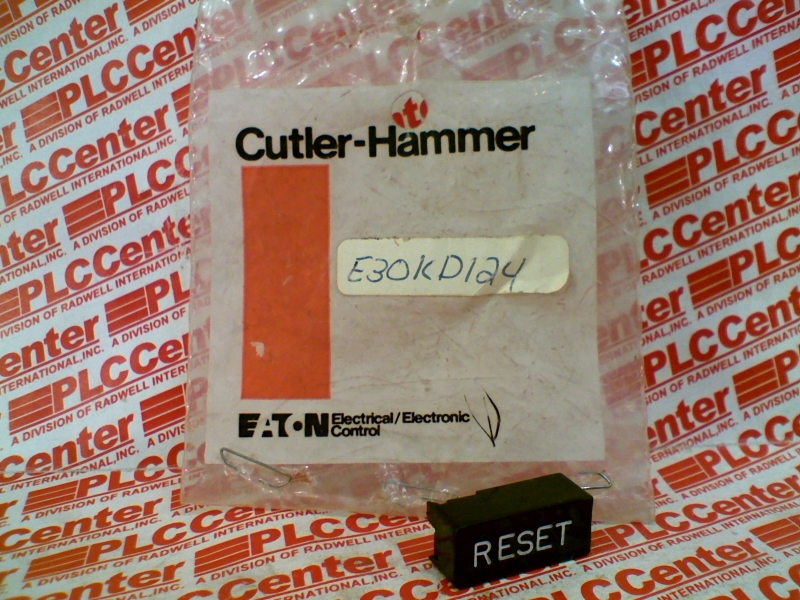 Cutler-Hammer
E30KD124
EATON Electrical/Electronic
Control
RESET
PLCCenter
A DIVISION OF RADWELL INTERNATIONAL, INC.